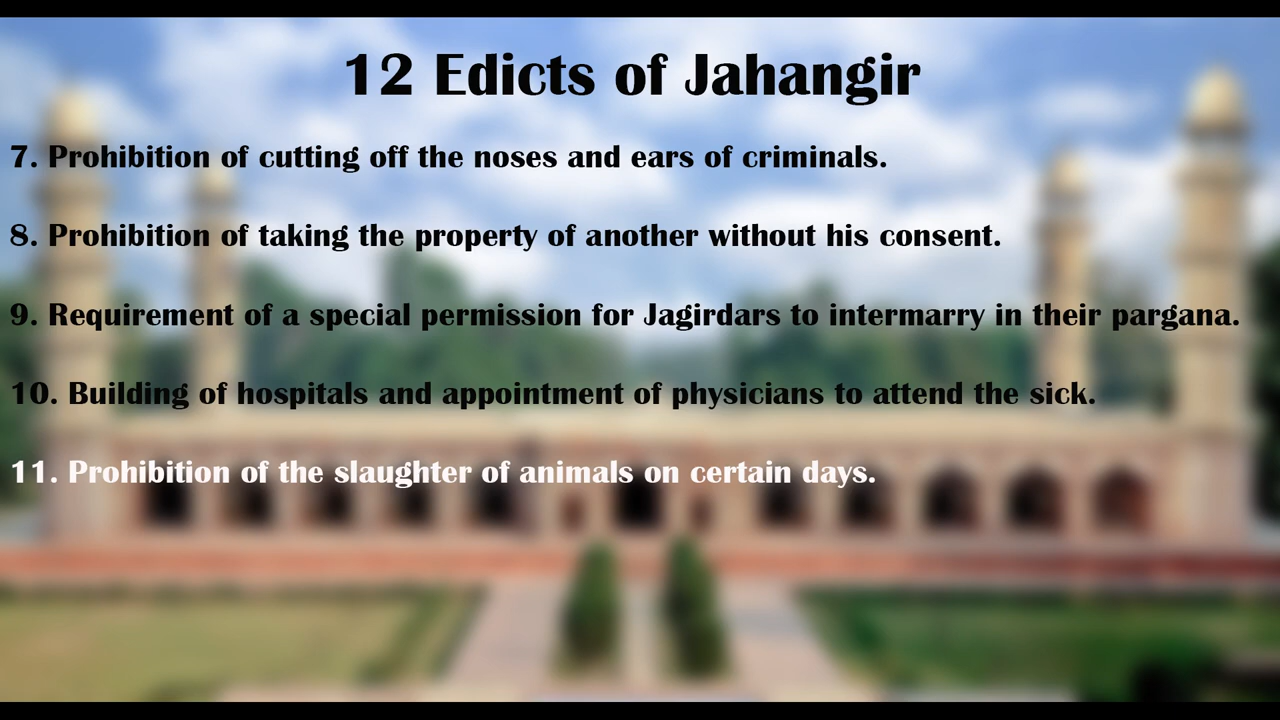 12 Edicts of Jahangir
7. Prohibition of cutting off the noses and ears of criminals.
8. Prohibition of taking the property of another without his consent.
9. Requirement of a special permission for Jagirdars to intermarry in their pargana.
10. Building of hospitals and appointment of physicians to attend the sick.
11. Prohibition of the slaughter of animals on certain days.